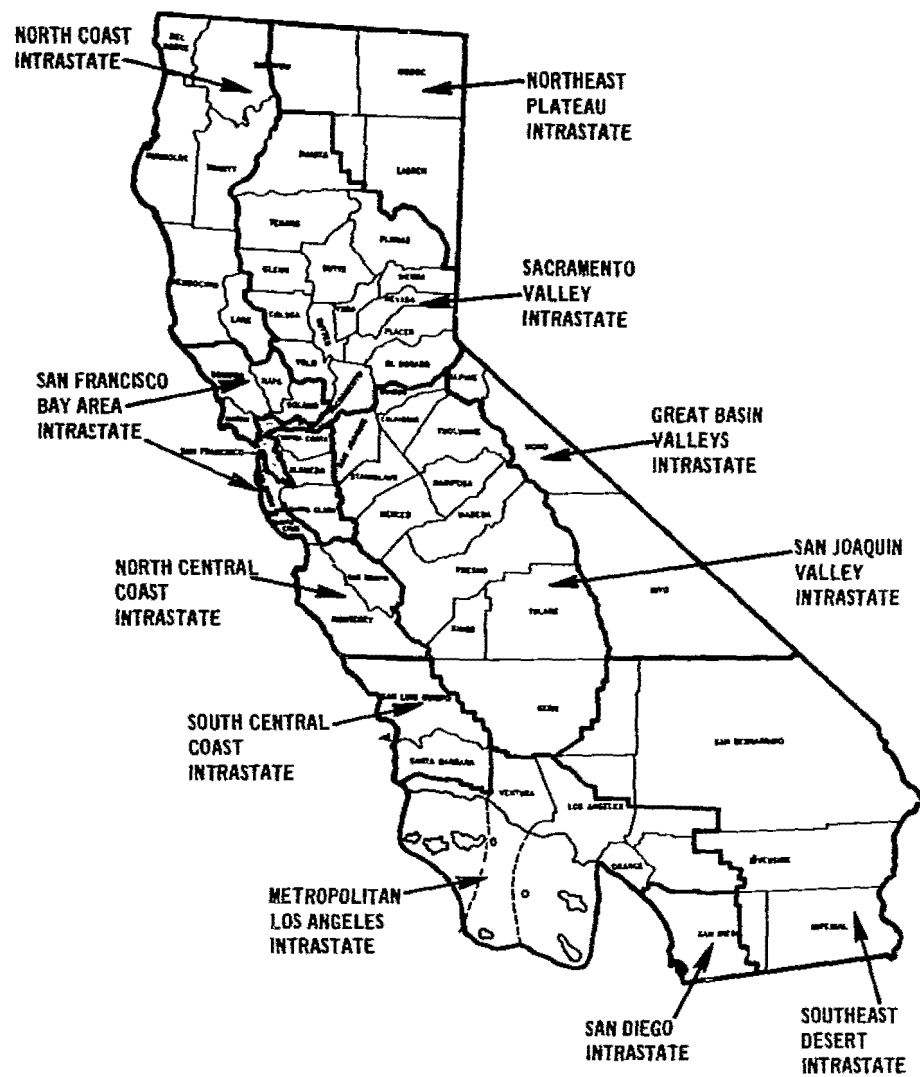 NORTH COAST
INTRASTATE
NORTHEAST
PLATEAU
INTRASTATE
SACRAMENTO
VALLEY
INTRASTATE
SAN FRANCISCO
BAY AREA
INTRASTATE
GREAT BASIN
VALLEYS
INTRASTATE
SAN JOAQUIN
VALLEY
INTRASTATE
NORTH CENTRAL
COAST
INTRASTATE
SOUTH CENTRAL
COAST
INTRASTATE
METROPOLITAN
LOS ANGELES
INTRASTATE
SAN DIEGO
INTRASTATE
SOUTHEAST
DESERT
INTRASTATE
TRINITY
LASSEN
SHASTA
TEHAMA
PLUMAS
GLENN
BUTTE
SIERRA
NEVADA
COLUSA
LAKE
PLACER
YOLO
EL DORADO
NAPA
ALPINE
TUOLUMNE
MONO
SAN FRANCISCO
ALAMEDA
STANISLAUS
MARIPOSA
MERCED
MADERA
FRESNO
TULARE
INYO
KINGS
MONTEREY
KERN
SAN BERNARDINO
SANTA BARBARA
VENTURA
LOS ANGELES
ORANGE
RIVERSIDE
SAN DIEGO
IMPERIAL